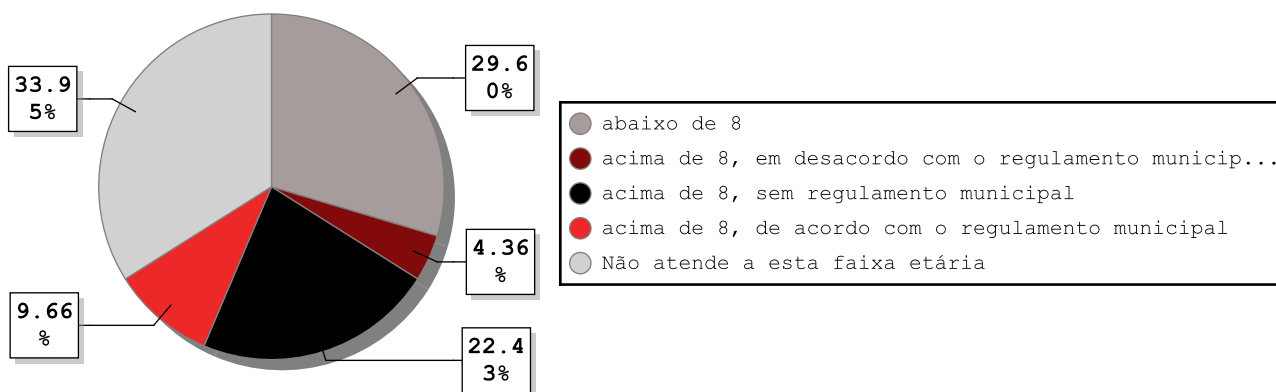 33.9
5%
29.6
0%
4.36
%
9.66
%
22.4
3%
abaixo de 8
acima de 8, em desacordo com o regulamento municip...
acima de 8, sem regulamento municipal
acima de 8, de acordo com o regulamento municipal
Não atende a esta faixa etária